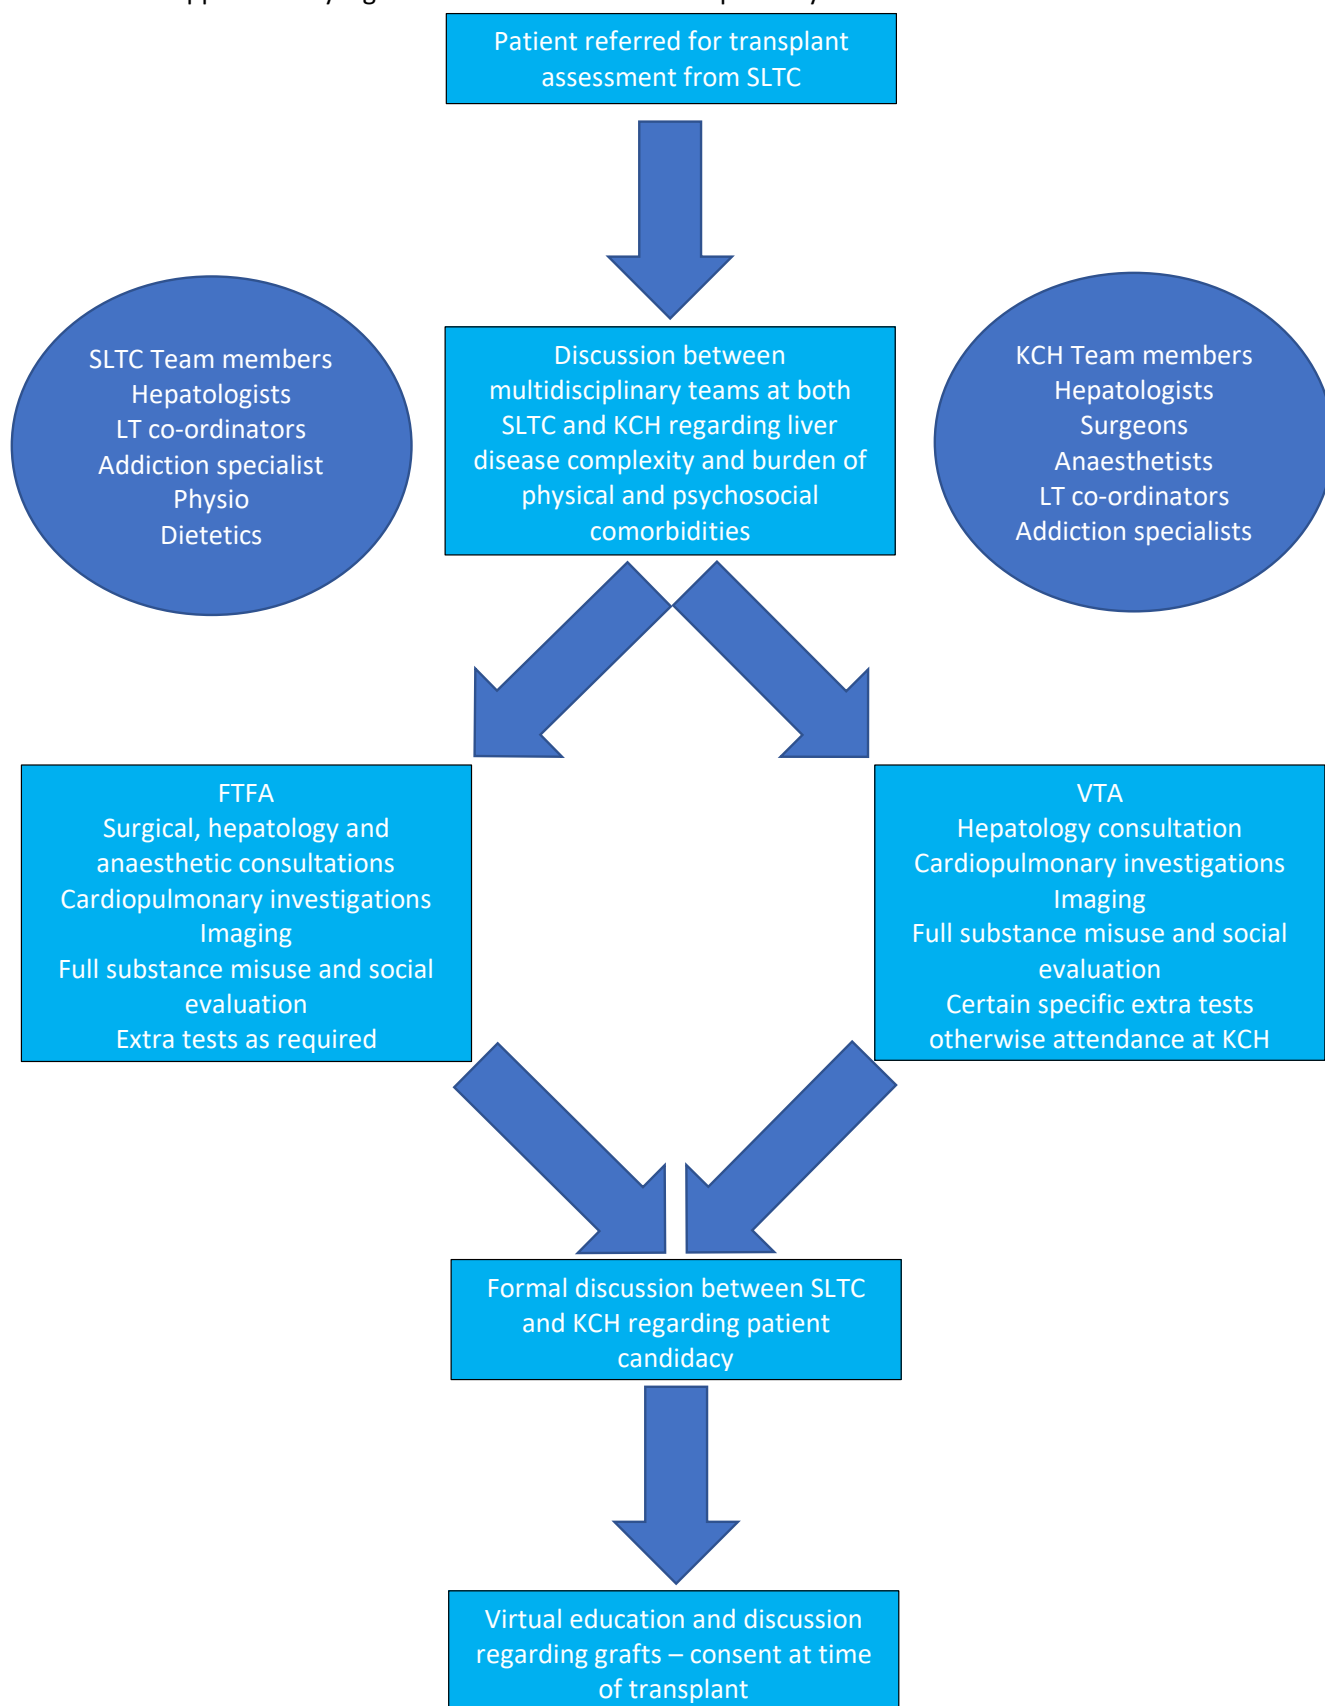 Patient referred for transplant
assessment from SLTC
SLTC Team members
Hepatologists
LT co-ordinators
Addiction specialist
Physio
Dietetics
Discussion between
multidisciplinary teams at both
SLTC and KCH regarding liver
disease complexity and burden of
physical and psychosocial
comorbidities
KCH Team members
Hepatologists
Surgeons
Anaesthetists
LT co-ordinators
Addiction specialists
FTFA
Surgical, hepatology and
anaesthetic consultations
Cardiopulmonary investigations
Imaging
Full substance misuse and social
evaluation
Extra tests as required
VTA
Hepatology consultation
Cardiopulmonary investigations
Imaging
Full substance misuse and social
evaluation
Certain specific extra tests
otherwise attendance at KCH
Formal discussion between SLTC
and KCH regarding patient
candidacy
Virtual education and discussion
regarding grafts – consent at time
of transplant